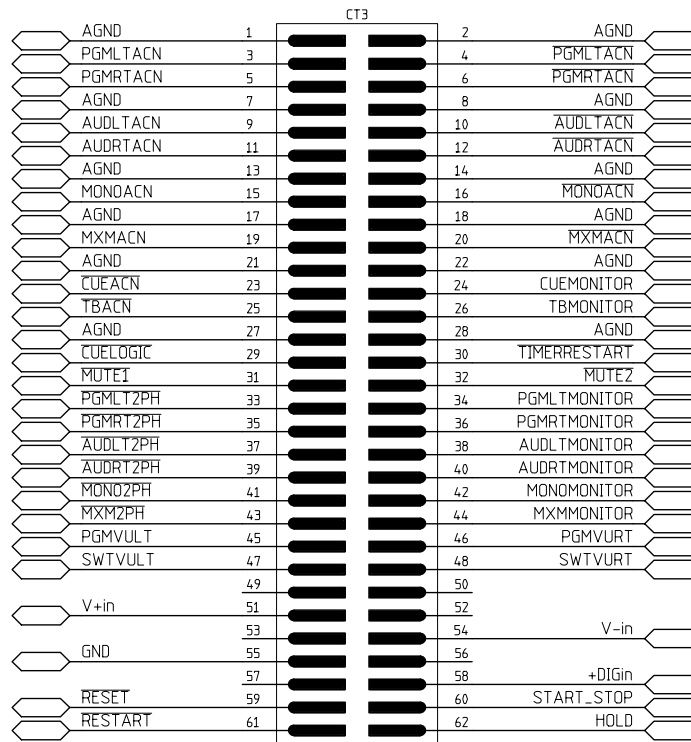 CT3
AGND 1 2 AGND
PGMLTACN 3 4 PGMLTACN
PGMRTACN 5 6 PGMRTACN
AGND 7 8 AGND
AUDLTACN 9 10 AUDLTACN
AUDRTACN 11 12 AUDRTACN
AGND 13 14 AGND
MONOACN 15 16 MONOACN
AGND 17 18 AGND
MXMACN 19 20 MXMACN
AGND 21 22 AGND
CUEACN 23 24 CUEMONITOR
TBACN 25 26 TBMONITOR
AGND 27 28 AGND
CUELOGIC 29 30 TIMERRESTART
MUTE1 31 32 MUTE2
PGMLT2PH 33 34 PGMLTMONITOR
PGMRT2PH 35 36 PGMRTMONITOR
AUDLT2PH 37 38 AUDLTMONITOR
AUDRT2PH 39 40 AUDRTMONITOR
MONO2PH 41 42 MONOMONITOR
MXM2PH 43 44 MXMMONITOR
PGMVULT 45 46 PGMVURT
SWTVULT 47 48 SWTVURT
49 50
V+in 51 52
53 54 V-in
GND 55 56
57 58 +DIGin
RESET 59 60 START_STOP
RESTART 61 62 HOLD